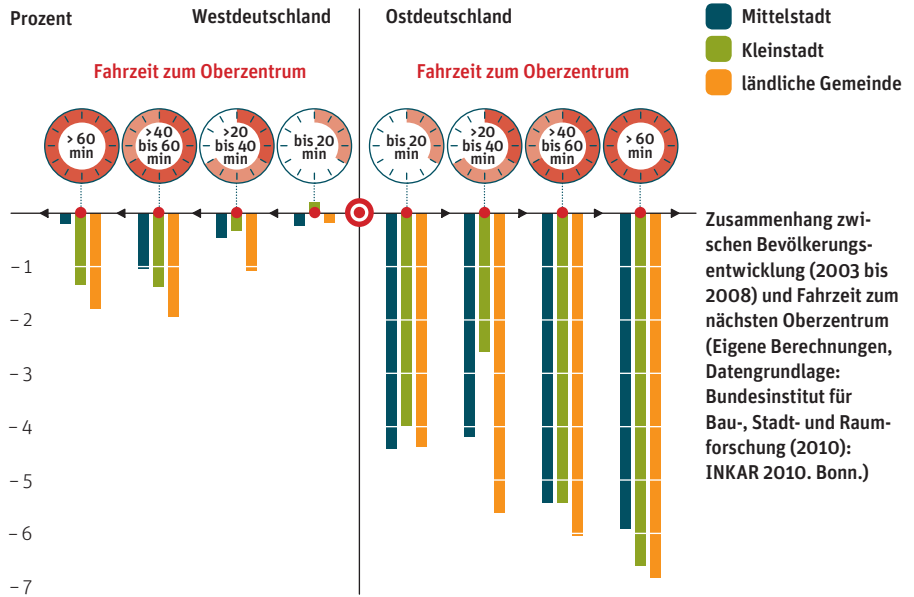 Prozent
Westdeutschland
Ostdeutschland
Fahrzeit zum Oberzentrum
Fahrzeit zum Oberzentrum
Mittelstadt
Kleinstadt
ländliche Gemeinde
> 60
min
>40
bis 60
min
>20
bis 40
min
bis 20
min
bis 20
min
>20
bis 40
min
>40
bis 60
min
> 60
min
– 1
– 2
– 3
– 4
– 5
– 6
– 7
Zusammenhang zwi-
schen Bevölkerungs-
entwicklung (2003 bis
2008) und Fahrzeit zum
nächsten Oberzentrum
(Eigene Berechnungen,
Datengrundlage:
Bundesinstitut für
Bau-, Stadt- und Raum-
forschung (2010):
INKAR 2010. Bonn.)